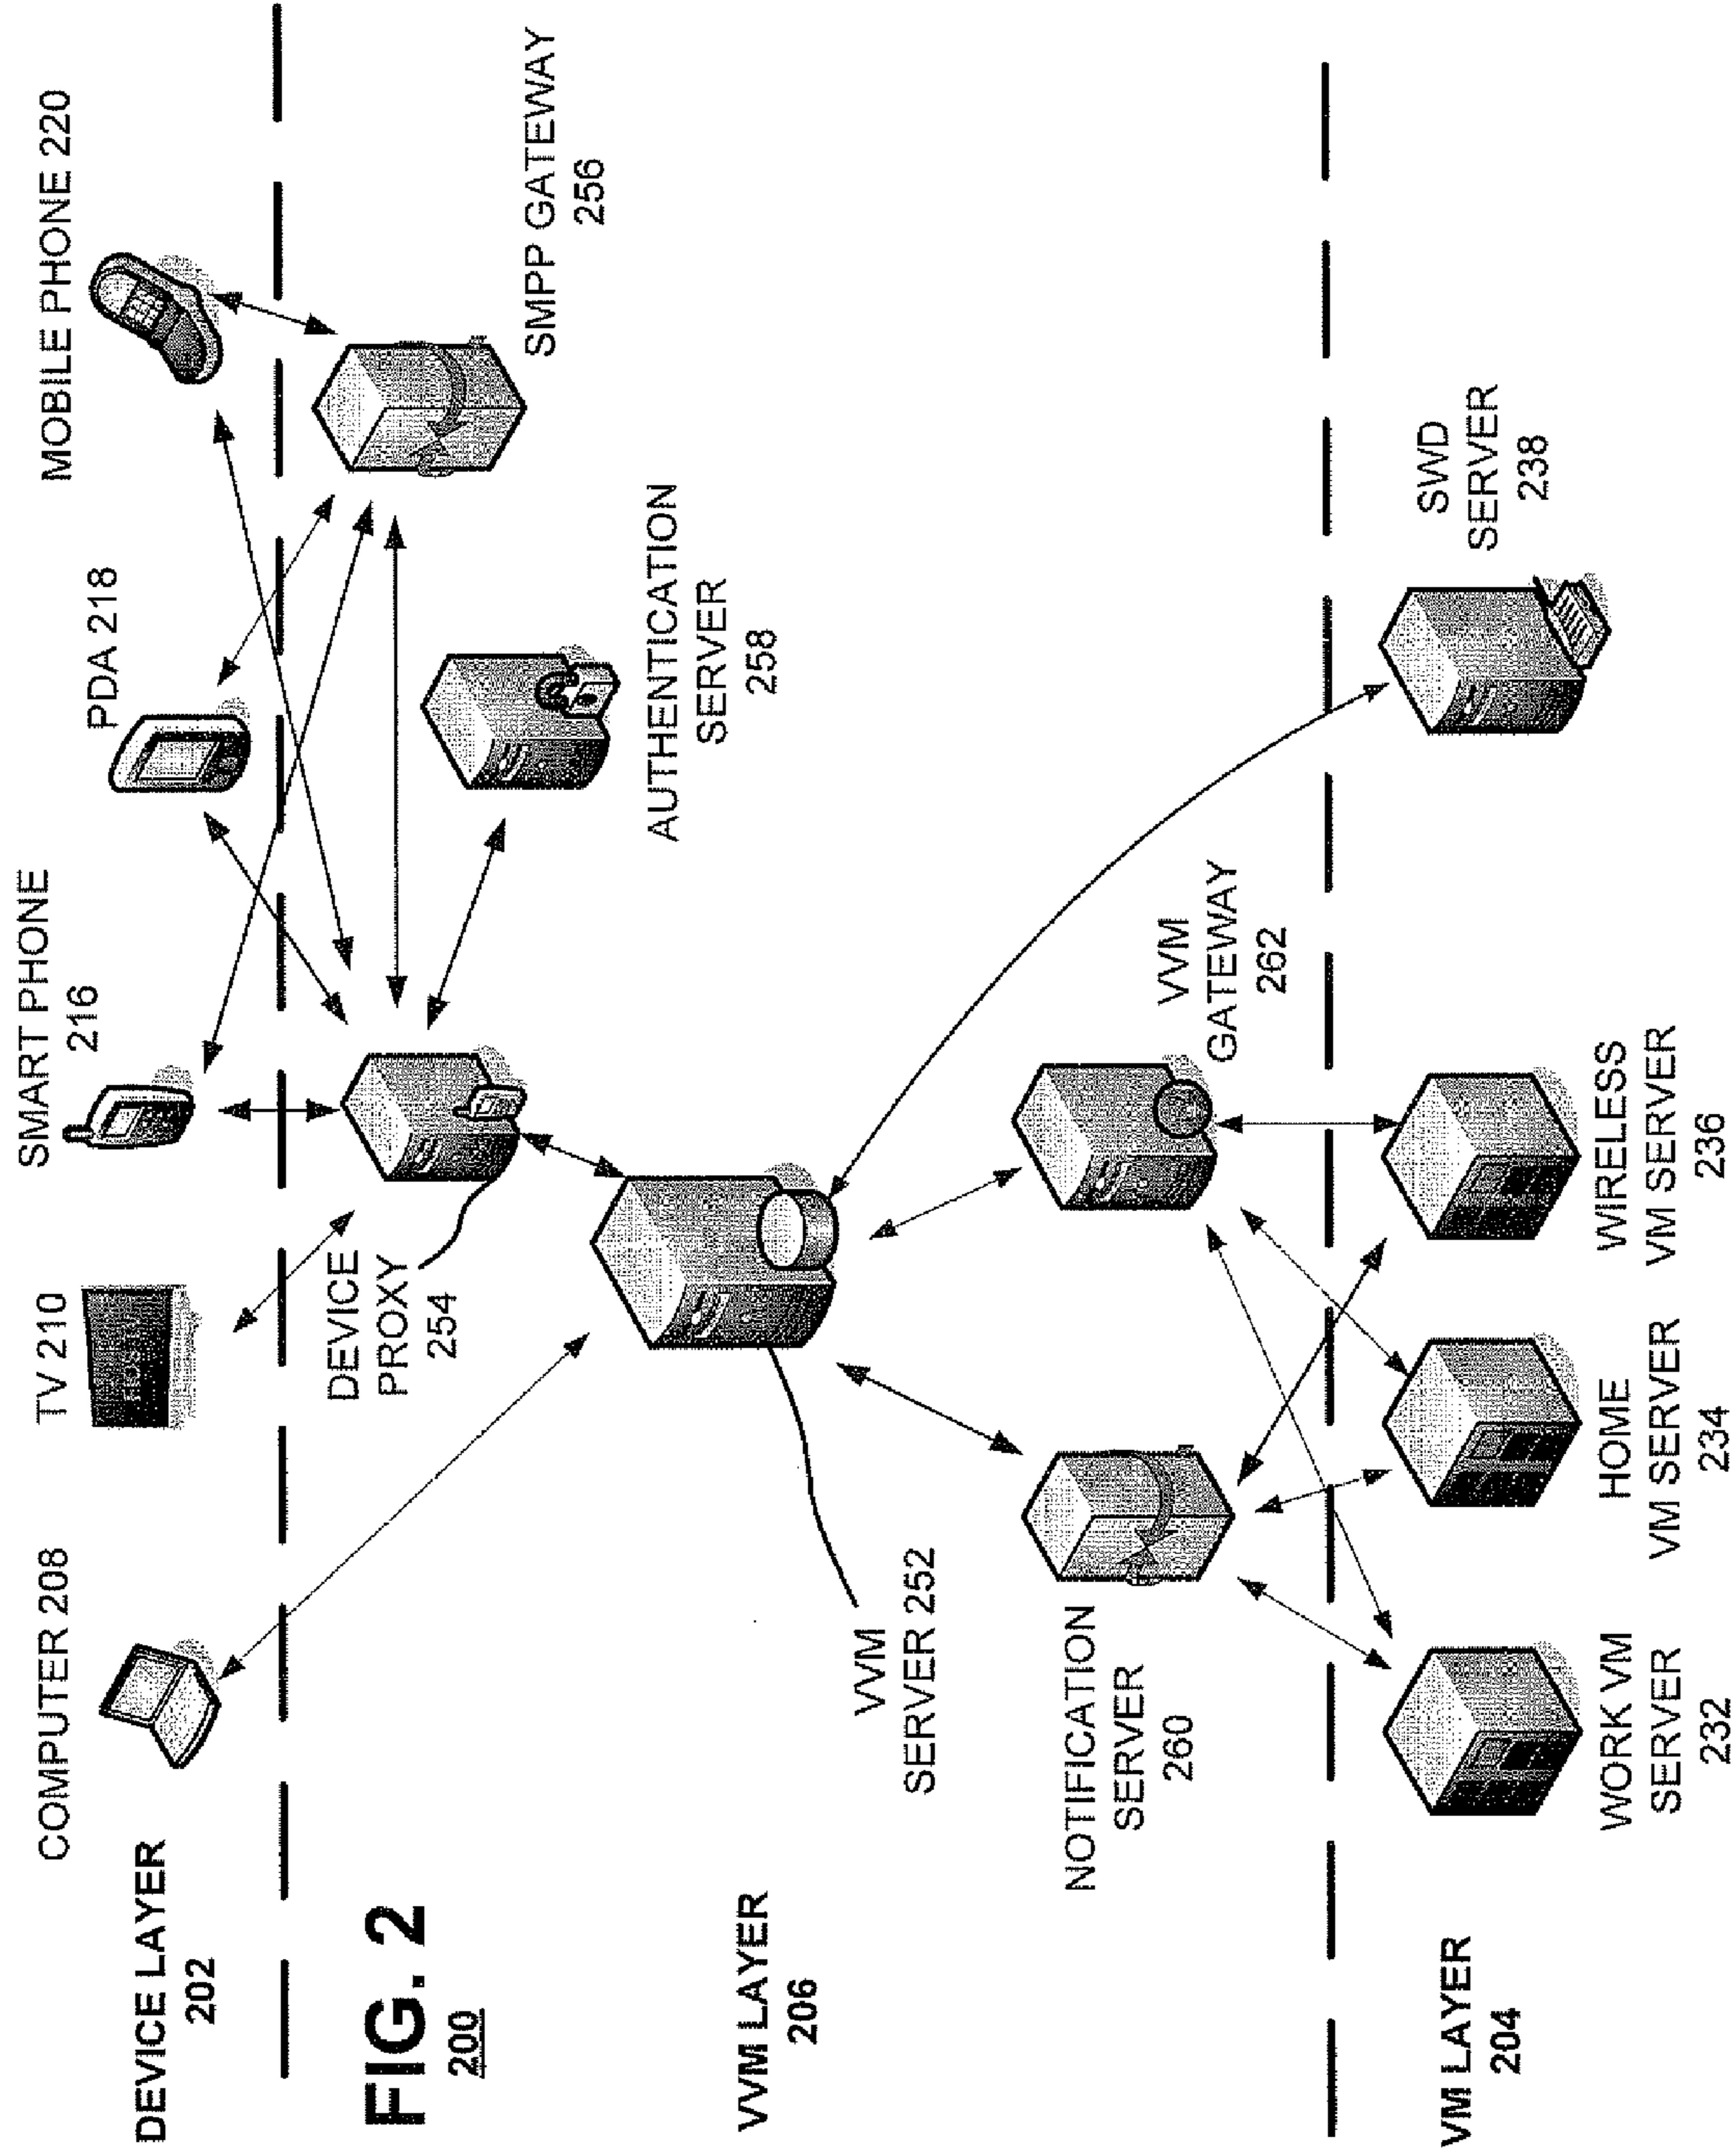 DEVICE LAYER
202
COMPUTER 208
TV 210
SMART PHONE
216
PDA 218
MOBILE PHONE 220
FIG. 2
200
DEVICE
PROXY
254
SMPP GATEWAY
256
AUTHENTICATION
SERVER
258
VVM LAYER
206
VVM
SERVER 252
NOTIFICATION
SERVER
260
VVM
GATEWAY
262
VM LAYER
204
WORK VM
SERVER
232
HOME
VM SERVER
234
WIRELESS
VM SERVER
236
SWD
SERVER
238